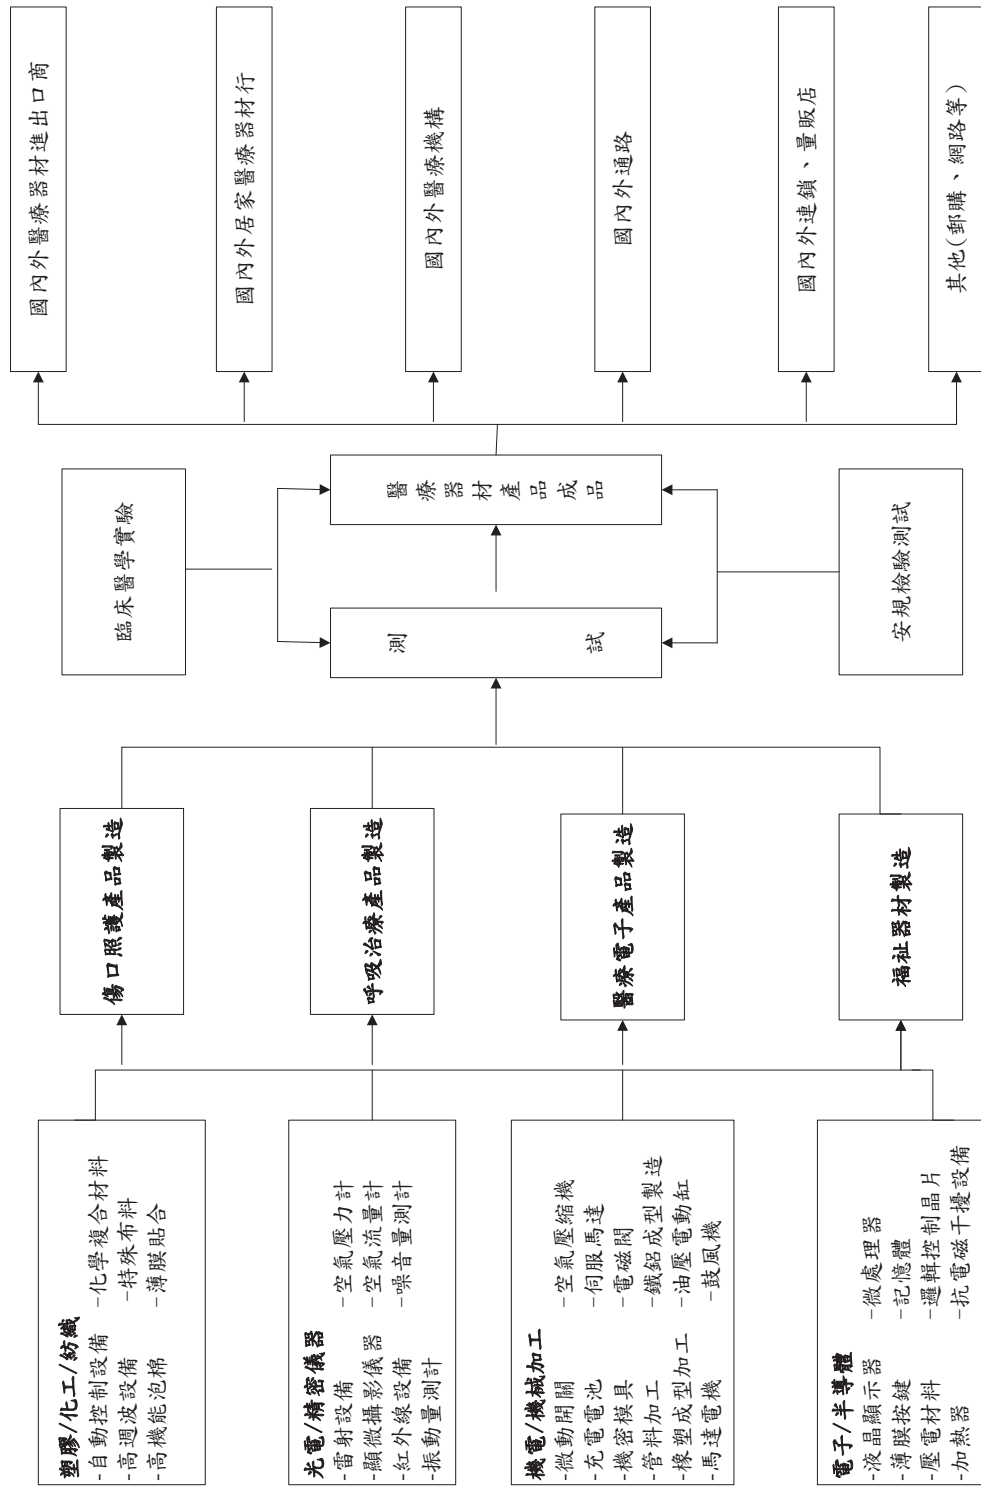 塑膠/化工/紡織
-自動控制設備 -化學複合材料
-高週波設備 -特殊布料
-高機能泡棉 -薄膜貼合
光電/精密儀器
-雷射設備 -空氣壓力計
-顯微攝影儀器 -空氣流量計
-紅外線設備 -噪音量測計
-振動量測計
機電/機械加工
-微動開關 -空氣壓縮機
-充電電池 -伺服馬達
-機密模具 -電磁閥
-管料加工 -鐵鋁成型製造
-橡塑成型加工 -油壓電動缸
-馬達電機 -鼓風機
電子/半導體
-液晶顯示器 -微處理器
-薄膜按鍵 -記憶體
-壓電材料 -邏輯控制晶片
-加熱器 -抗電磁干擾設備
傷口照護產品製造
呼吸治療產品製造
醫療電子產品製造
福祉器材製造
臨床醫學實驗
測 試
醫療器材產品成品
安規檢驗測試
國內外醫療器材進出口商
國內外居家醫療器材行
國內外醫療機構
國內外通路
國內外連鎖、量販店
其他(郵購、網路等)